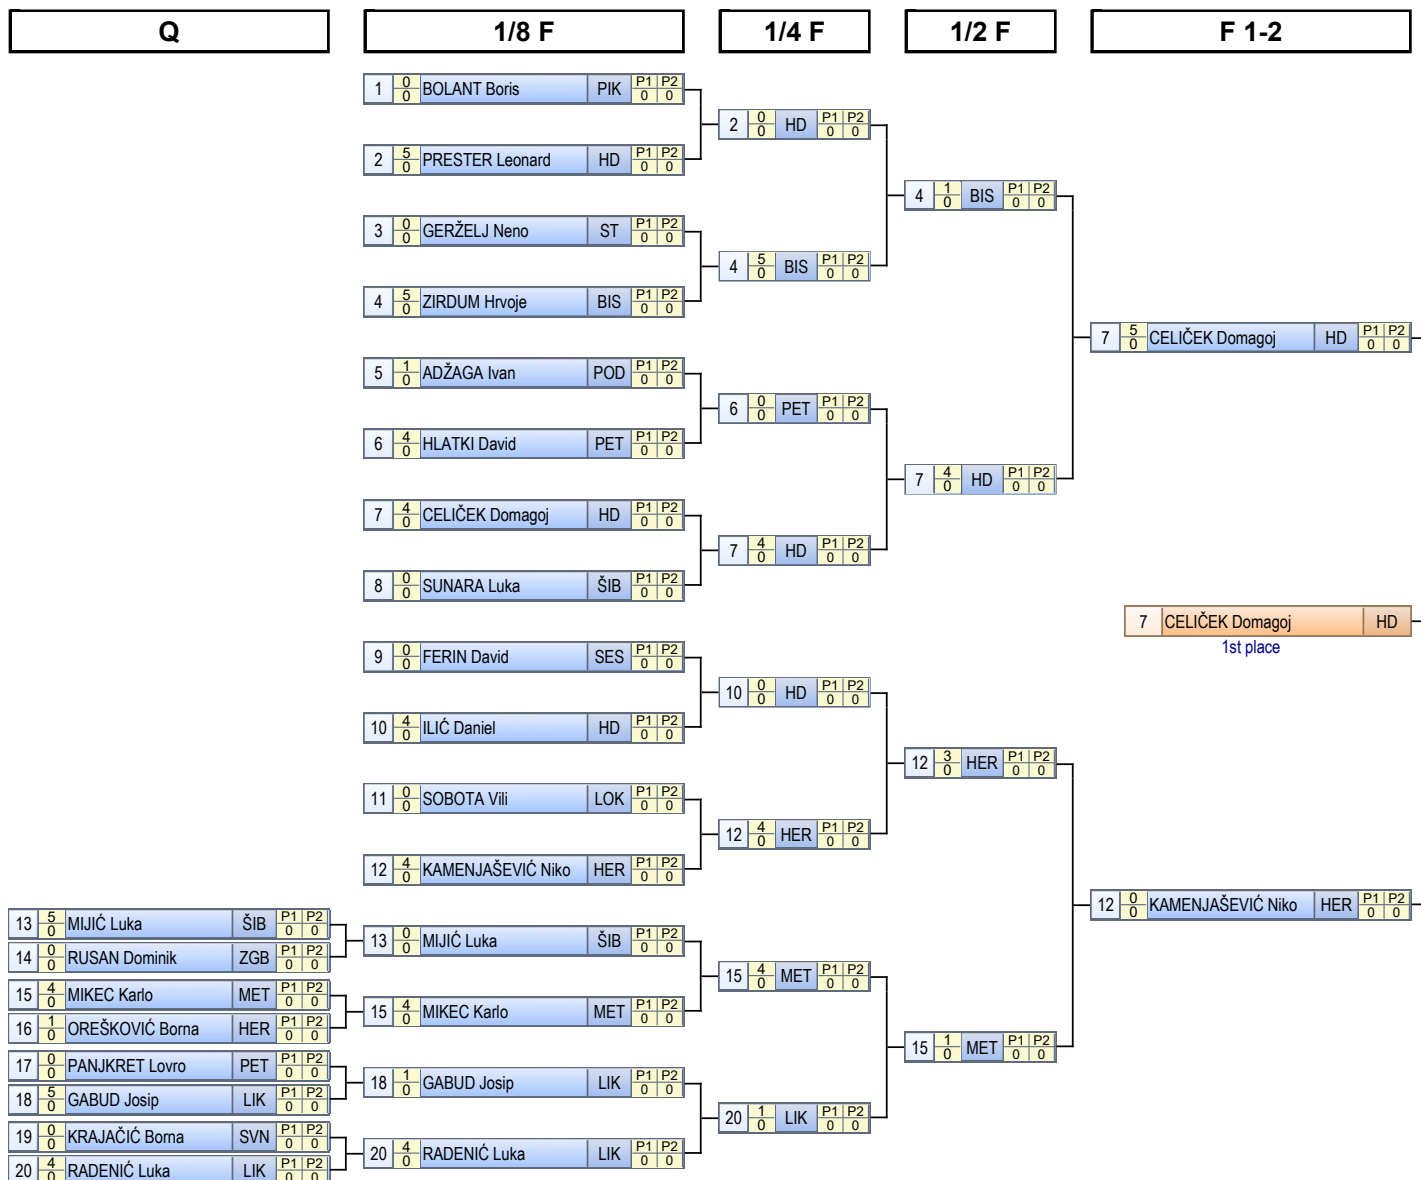 Q 1/8 F 1/4 F 1/2 F F 1-2
1 0 0 BOLANT Boris PIK P1 P2 0 0
2 0 0 HD P1 P2 0 0
2 5 0 PRESTER Leonard HD P1 P2 0 0
4 1 0 BIS P1 P2 0 0
3 0 0 GERŽELJ Neno ST P1 P2 0 0
4 5 0 BIS P1 P2 0 0
4 5 0 ZIRDUM Hrvoje BIS P1 P2 0 0
7 5 0 CELIČEK Domagoj HD P1 P2 0 0
5 1 0 ADŽAGA Ivan POD P1 P2 0 0
6 0 0 PET P1 P2 0 0
6 4 0 HLATKI David PET P1 P2 0 0
7 4 0 HD P1 P2 0 0
7 4 0 CELIČEK Domagoj HD P1 P2 0 0
7 4 0 HD P1 P2 0 0
8 0 0 SUNARA Luka ŠIB P1 P2 0 0
7 CELIČEK Domagoj HD
1st place
9 0 0 FERIN David SES P1 P2 0 0
10 0 0 HD P1 P2 0 0
10 4 0 ILIĆ Daniel HD P1 P2 0 0
12 3 0 HER P1 P2 0 0
11 0 0 SOBOTA Vili LOK P1 P2 0 0
12 4 0 HER P1 P2 0 0
12 4 0 KAMENJAŠEVIĆ Niko HER P1 P2 0 0
12 0 0 KAMENJAŠEVIĆ Niko HER P1 P2 0 0
13 5 0 MIJIĆ Luka ŠIB P1 P2 0 0
13 0 0 MIJIĆ Luka ŠIB P1 P2 0 0
14 0 0 RUSAN Dominik ZGB P1 P2 0 0
15 4 0 MET P1 P2 0 0
15 4 0 MIKEC Karlo MET P1 P2 0 0
15 4 0 MIKEC Karlo MET P1 P2 0 0
16 1 0 OREŠKOVIĆ Borna HER P1 P2 0 0
15 1 0 MET P1 P2 0 0
17 0 0 PANJKRET Lovro PET P1 P2 0 0
18 1 0 GABUD Josip LIK P1 P2 0 0
18 5 0 GABUD Josip LIK P1 P2 0 0
20 1 0 LIK P1 P2 0 0
19 0 0 KRAJAČIĆ Borna SVN P1 P2 0 0
20 4 0 RADENIĆ Luka LIK P1 P2 0 0
20 4 0 RADENIĆ Luka LIK P1 P2 0 0